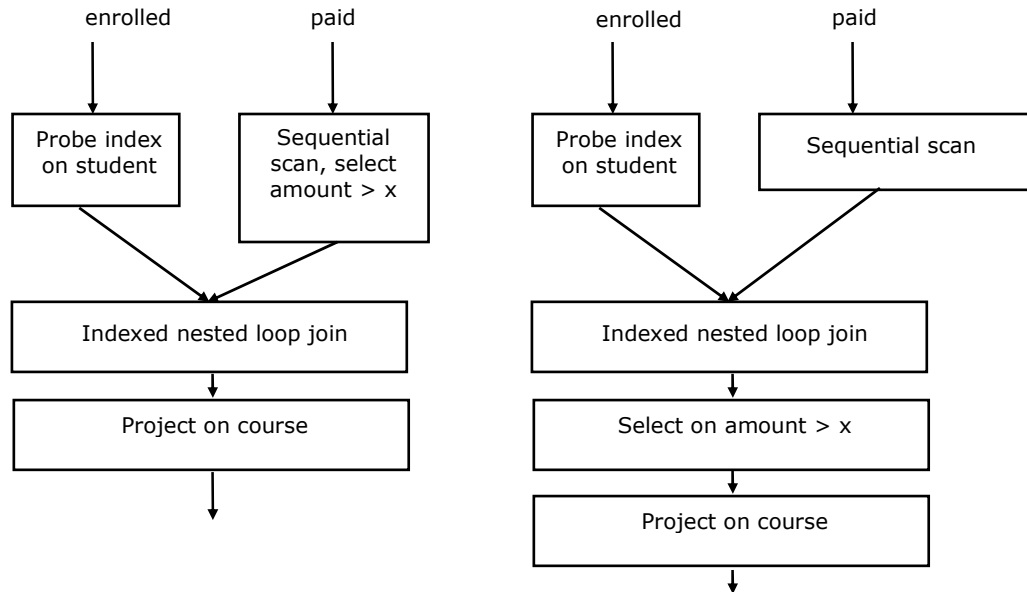 enrolled
paid
Probe index
on student
Sequential
scan, select
amount > x
Indexed nested loop join
Project on course
enrolled
paid
Probe index
on student
Sequential scan
Indexed nested loop join
Select on amount > x
Project on course